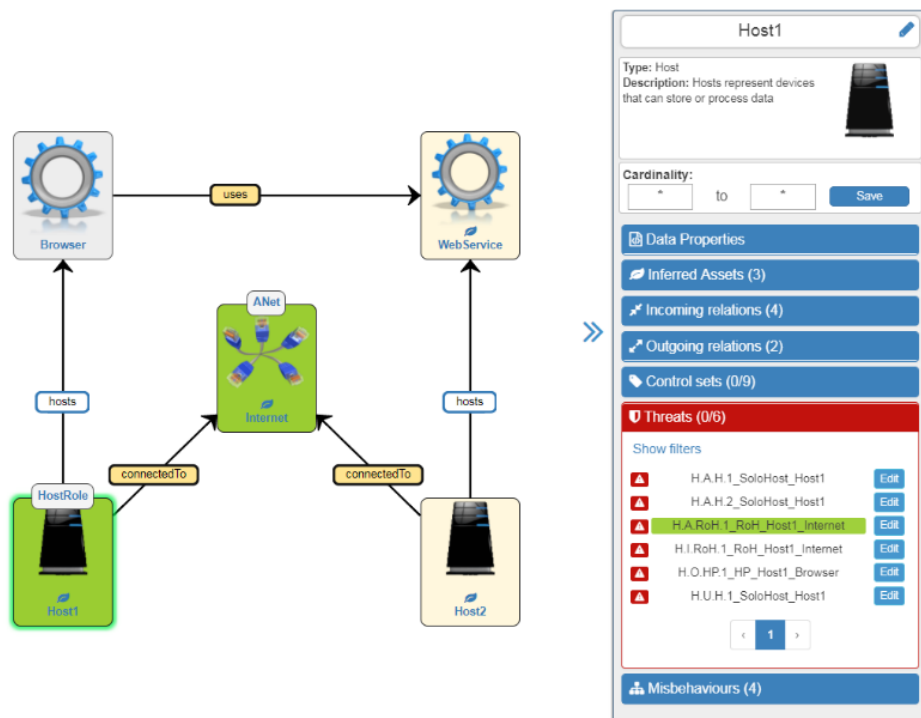 Browser
uses
WebService
ANet
Internet
hosts
hosts
connectedTo
connectedTo
HostRole
Host1
Host2
Host1
Type: Host
Description: Hosts represent devices
that can store or process data
Cardinality:
* to * Save
Data Properties
Inferred Assets (3)
Incoming relations (4)
Outgoing relations (2)
Control sets (0/9)
Threats (0/6)
Show filters
H.A.H.1_SoloHost_Host1 Edit
H.A.H.2_SoloHost_Host1 Edit
H.A.RoH.1_RoH_Host1_Internet Edit
H.I.RoH.1_RoH_Host1_Internet Edit
H.O.HP.1_HP_Host1_Browser Edit
H.U.H.1_SoloHost_Host1 Edit
‹ 1 ›
Misbehaviours (4)